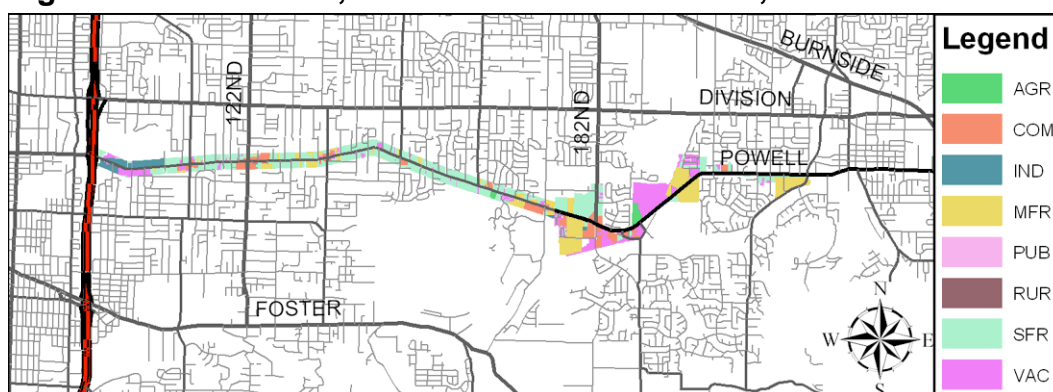 BURNSIDE
122ND
182ND
DIVISION
POWELL
FOSTER
N
W E
S
Legend
AGR
COM
IND
MFR
PUB
RUR
SFR
VAC